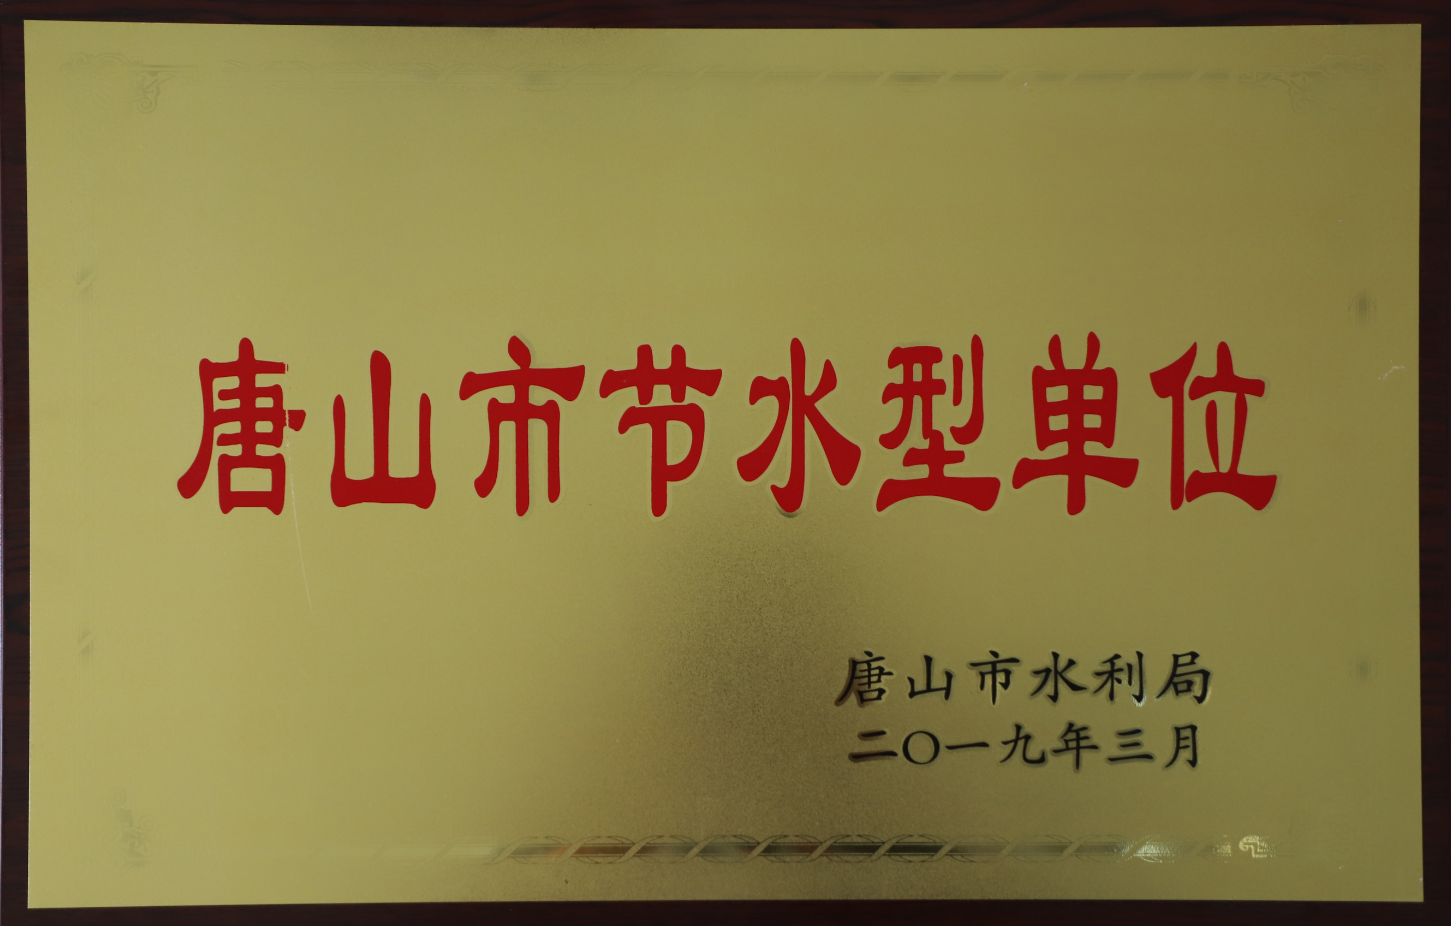 唐山市节水型单位
唐山市水利局
二〇一九年三月